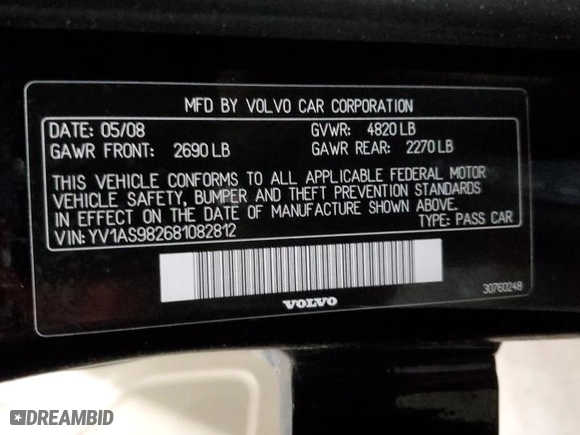 MFD BY VOLVO CAR CORPORATION
DATE: 05/08 GVWR: 4820 LB
GAWR FRONT: 2690 LB GAWR REAR: 2270 LB
THIS VEHICLE CONFORMS TO ALL APPLICABLE FEDERAL MOTOR
VEHICLE SAFETY, BUMPER AND THEFT PREVENTION STANDARDS
IN EFFECT ON THE DATE OF MANUFACTURE SHOWN ABOVE.
VIN: YV1AS982681082812 TYPE: PASS CAR
VOLVO 30760248
DREAMBID